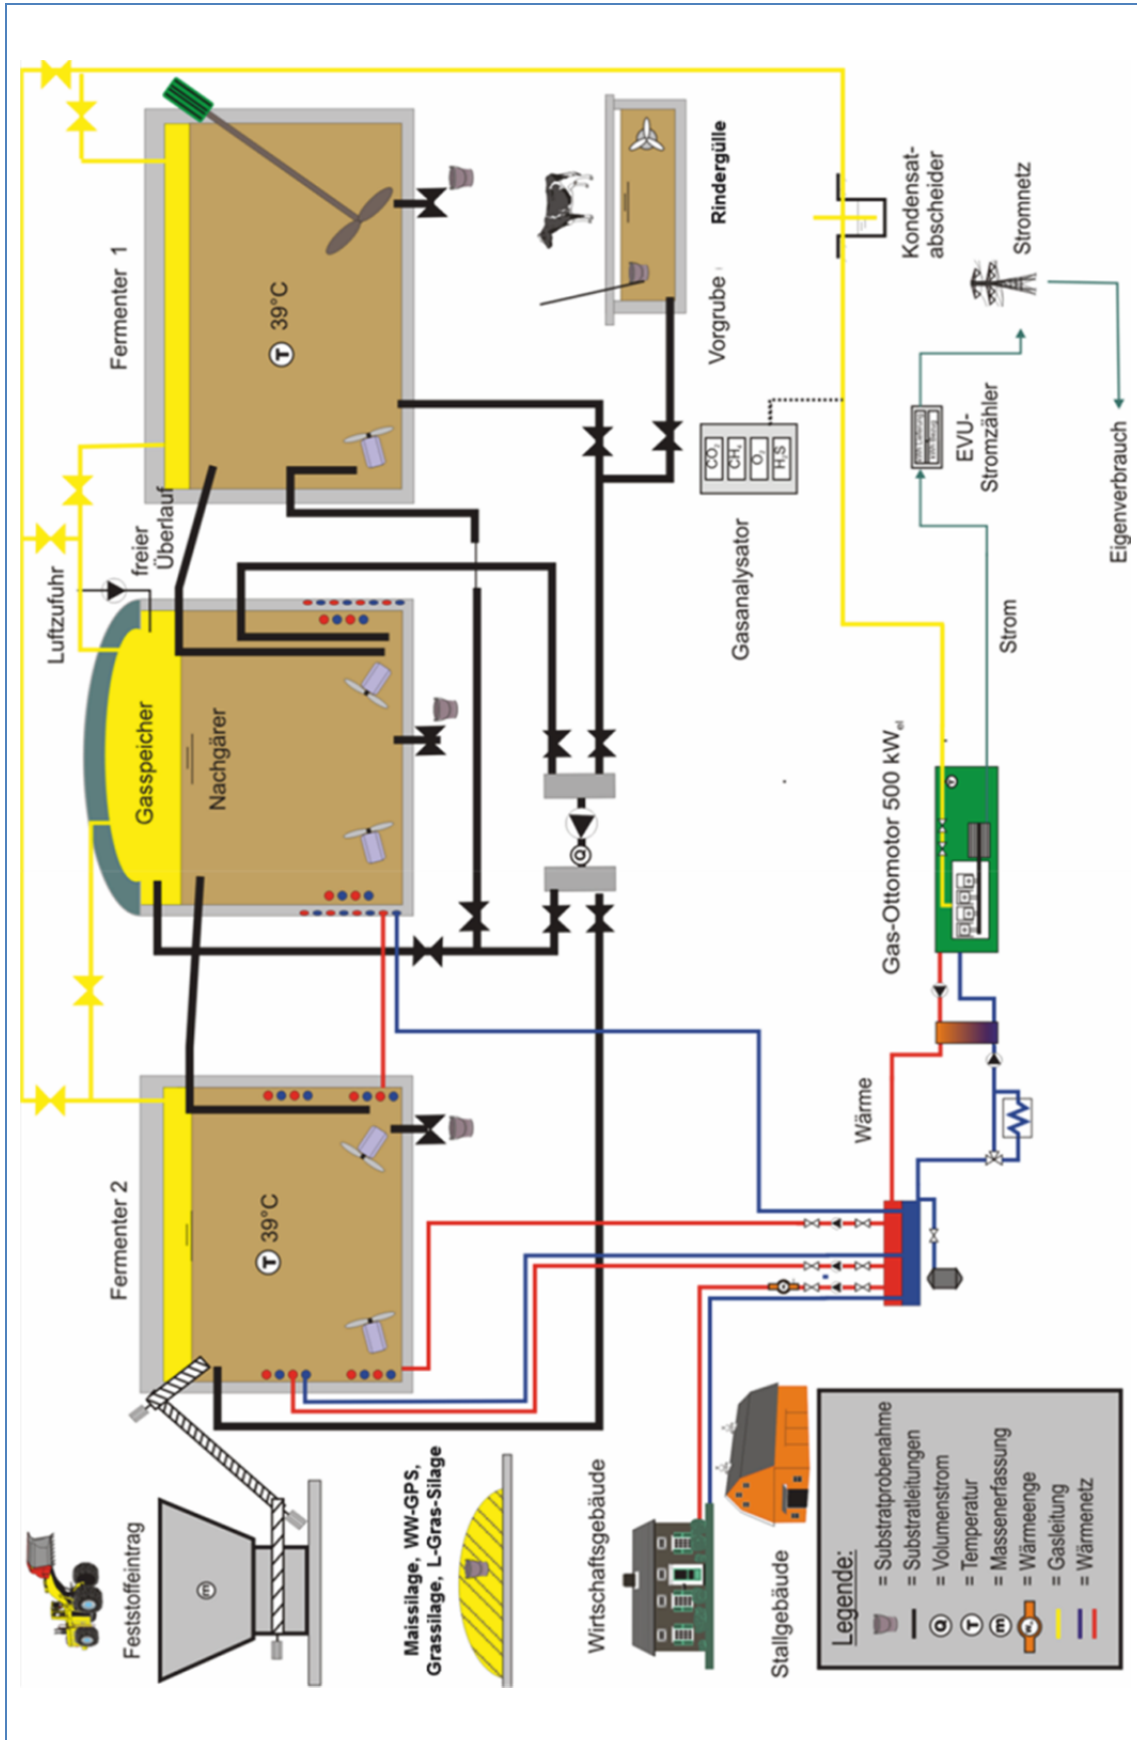 Feststoffeintrag
m
Fermenter 2
T 39°C
Gasspeicher
Nachgärer
Luftzufuhr
freier
Überlauf
Fermenter 1
T 39°C
Maissilage, WW-GPS,
Grassilage, L-Gras-Silage
Q
Vorgrube
Rindergülle
Wirtschaftsgebäude
Stallgebäude
Wärme
Gas-Ottomotor 500 kWel
Gasanalysator
CO2
CH4
O2
H2S
Kondensat-
abscheider
Strom
EVU-
Stromzähler
Stromnetz
Eigenverbrauch
Legende:
= Substratprobenahme
= Substratleitungen
Q = Volumenstrom
T = Temperatur
m = Massenerfassung
= Wärmeenge
= Gasleitung
= Wärmenetz